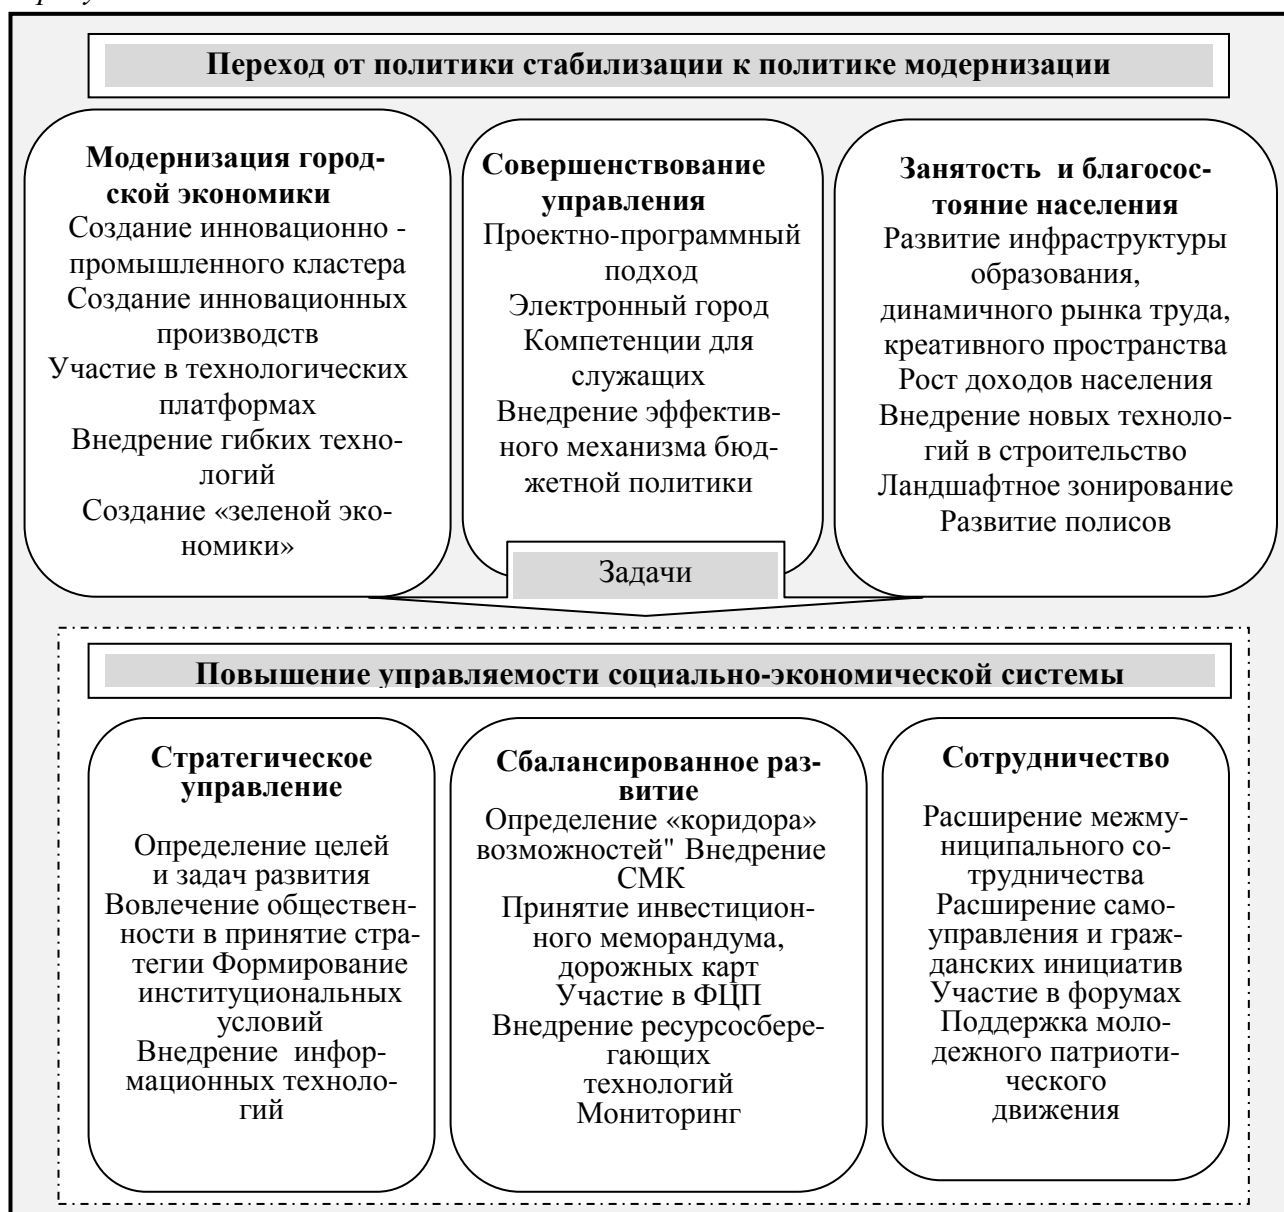 Переход от политики стабилизации к политике модернизации
Модернизация город-
ской экономики
Создание инновационно -
промышленного кластера
Создание инновационных
производств
Участие в технологических
платформах
Внедрение гибких техно-
логий
Создание «зеленой эко-
номики»
Совершенствование
управления
Проектно-программный
подход
Электронный город
Компетенции для
служащих
Внедрение эффектив-
ного механизма бюд-
жетной политики
Занятость и благосос-
тояние населения
Развитие инфраструктуры
образования,
динамичного рынка труда,
креативного пространства
Рост доходов населения
Внедрение новых техноло-
гий в строительство
Ландшафтное зонирование
Развитие полисов
Задачи
Повышение управляемости социально-экономической системы
Стратегическое
управление
Определение целей
и задач развития
Вовлечение обществен-
ности в принятие стра-
тегии Формирование
институциональных
условий
Внедрение инфор-
мационных техноло-
гий
Сбалансированное раз-
витие
Определение «коридора»
возможностей" Внедрение
СМК
Принятие инвестицион-
ного меморандума,
дорожных карт
Участие в ФЦП
Внедрение ресурсосбере-
гающих
технологий
Мониторинг
Сотрудничество
Расширение межму-
ниципального со-
трудничества
Расширение само-
управления и граж-
данских инициатив
Участие в форумах
Поддержка моло-
дежного патриоти-
ческого
движения